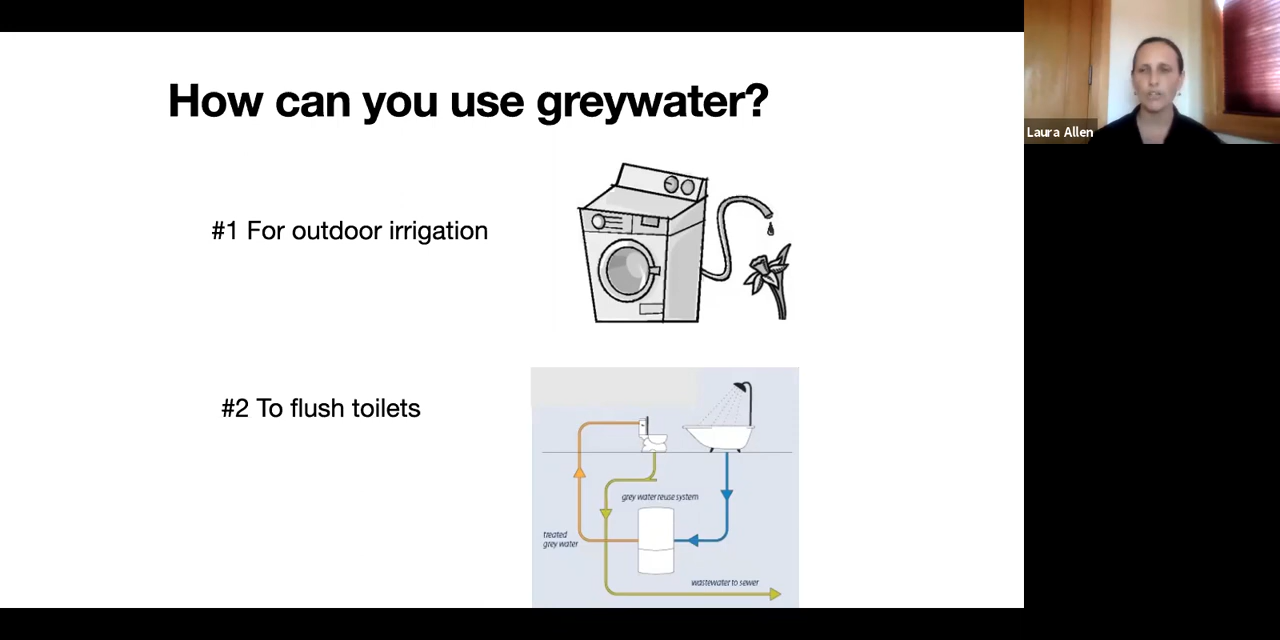 How can you use greywater?
Laura Allen
#1 For outdoor irrigation
#2 To flush toilets
grey water reuse system
treated
grey water
wastewater to sewer